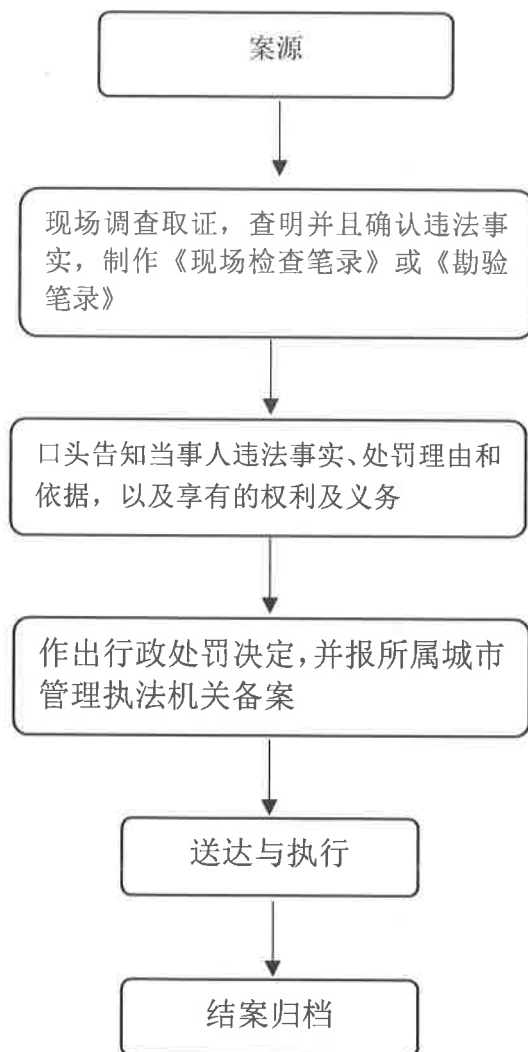 案源
现场调查取证，查明并且确认违法事
实，制作《现场检查笔录》或《勘验
笔录》
口头告知当事人违法事实、处罚理由和
依据，以及享有的权利及义务
作出行政处罚决定，并报所属城市
管理执法机关备案
送达与执行
结案归档